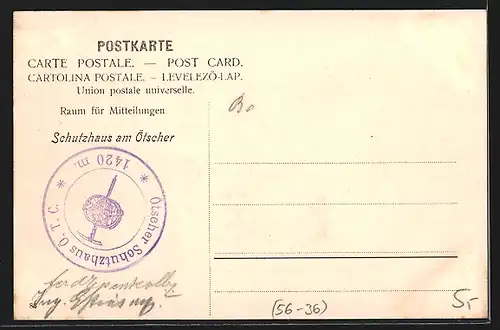 POSTKARTE
CARTE POSTALE. — POST CARD.
CARTOLINA POSTALE. – LEVELEZŐ-LAP.
Union postale universelle.
Raum für Mitteilungen
Schutzhaus am Ötscher
Ötscher Schutzhaus Ö. T. C.
* 1420 m. *
(56-36)